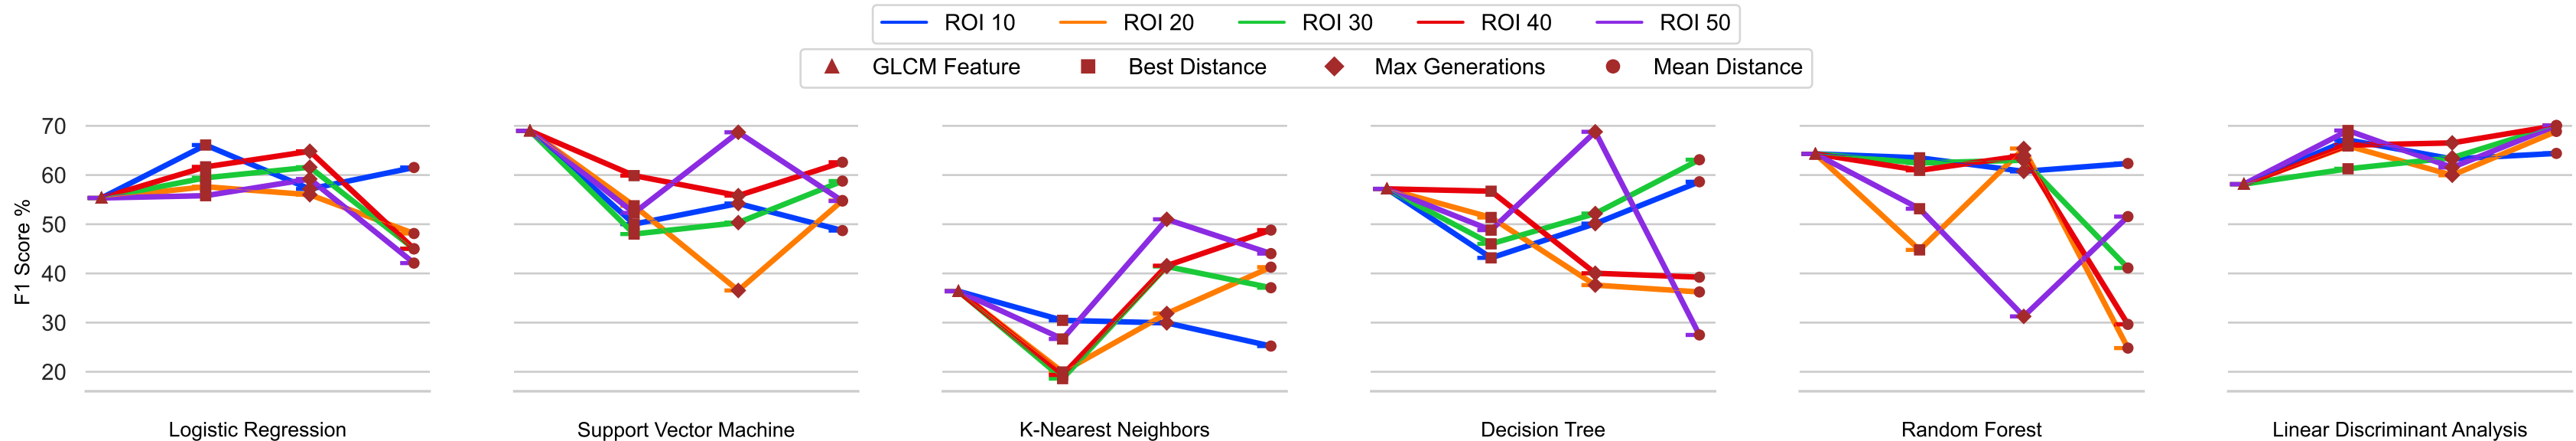 ROI 10 ROI 20 ROI 30 ROI 40 ROI 50
GLCM Feature Best Distance Max Generations Mean Distance
F1 Score %
70
60
50
40
30
20
Logistic Regression Support Vector Machine K-Nearest Neighbors Decision Tree Random Forest Linear Discriminant Analysis